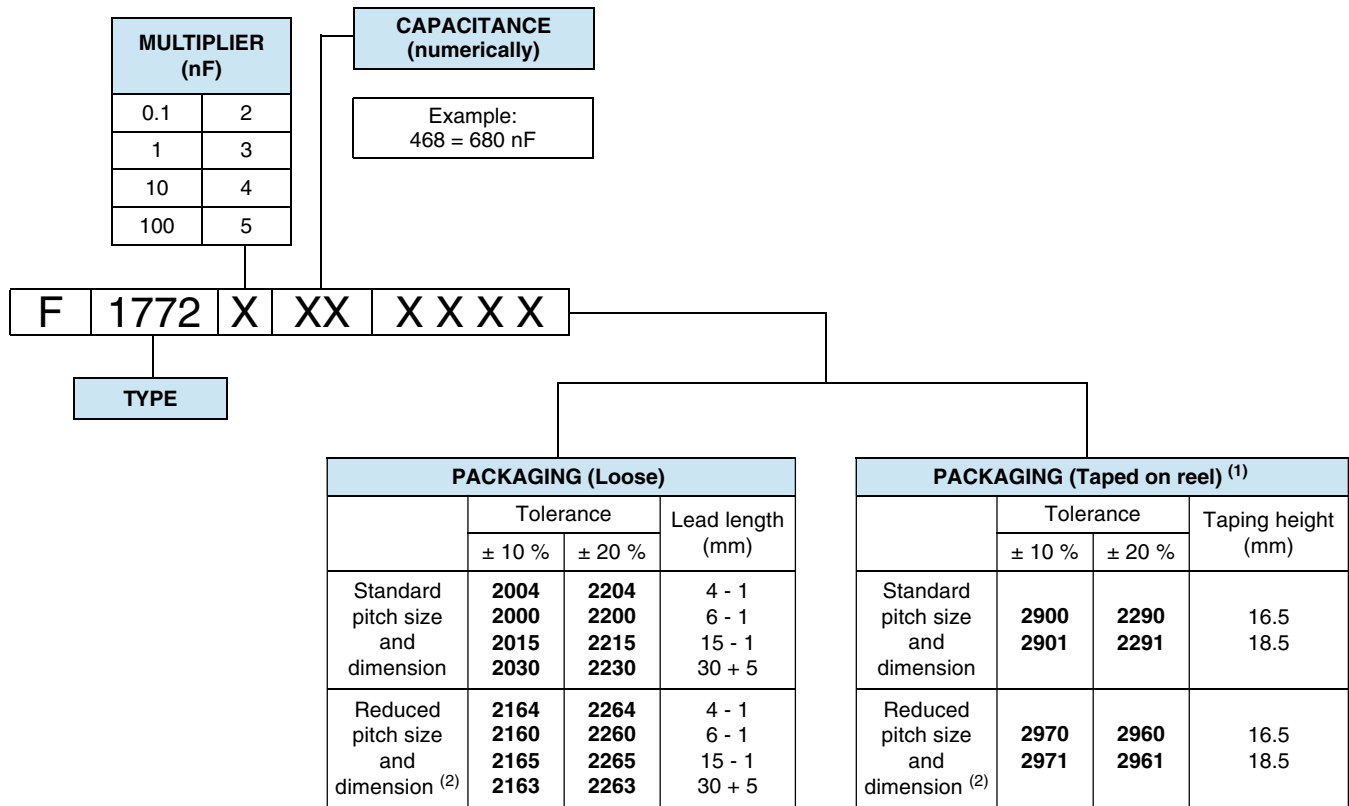 MULTIPLIER
(nF)
0.1 2
1 3
10 4
100 5
CAPACITANCE
(numerically)
Example:
468 = 680 nF
F 1772 X XX X X X X
TYPE
PACKAGING (Loose)
Tolerance Lead length
(mm)
± 10 % ± 20 %
Standard 2004 2204 4 - 1
pitch size 2000 2200 6 - 1
and 2015 2215 15 - 1
dimension 2030 2230 30 + 5
Reduced 2164 2264 4 - 1
pitch size 2160 2260 6 - 1
and 2165 2265 15 - 1
dimension (2) 2163 2263 30 + 5
PACKAGING (Taped on reel) (1)
Tolerance Taping height
(mm)
± 10 % ± 20 %
Standard
pitch size 2900 2290 16.5
and 2901 2291 18.5
dimension
Reduced
pitch size 2970 2960 16.5
and 2971 2961 18.5
dimension (2)